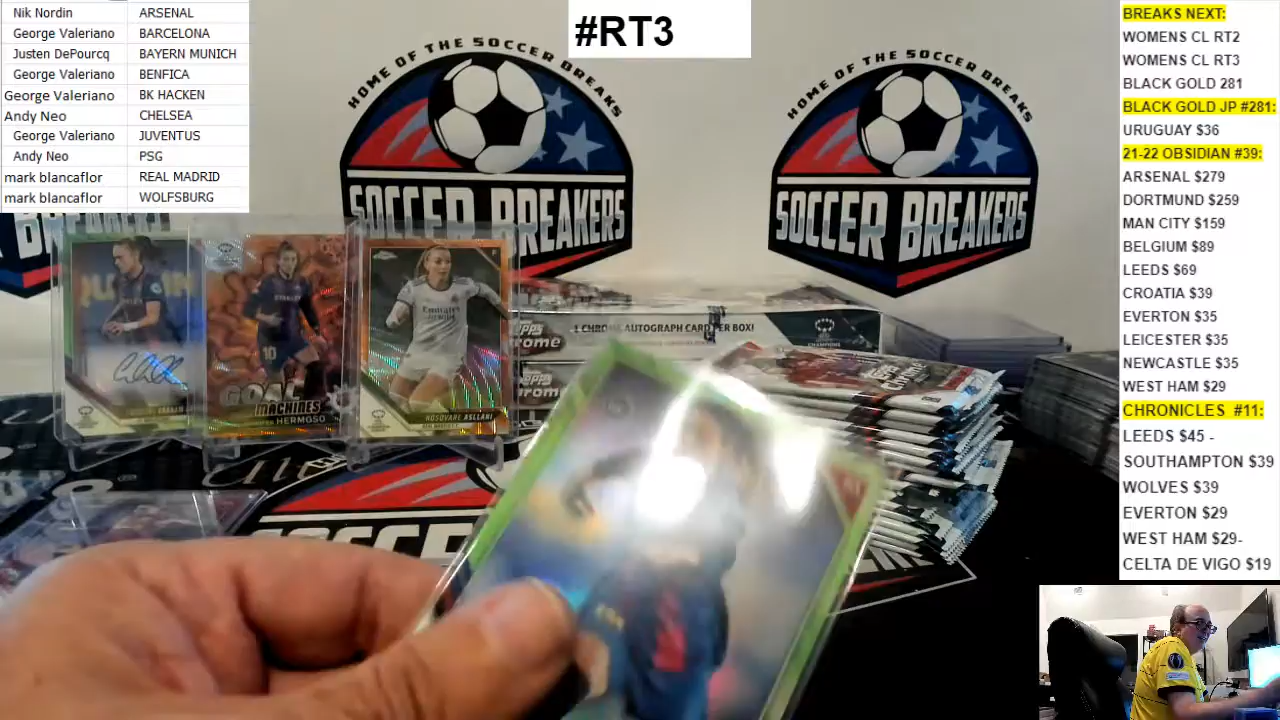 Nik Nordin ARSENAL
George Valeriano BARCELONA
Justen DePourcq BAYERN MUNICH
George Valeriano BENFICA
George Valeriano BK HACKEN
Andy Neo CHELSEA
George Valeriano JUVENTUS
Andy Neo PSG
mark blancaflor REAL MADRID
mark blancaflor WOLFSBURG
#RT3
HOME OF THE SOCCER BREAKS
SOCCER BREAKERS
HOME OF THE SOCCER BREAKS
SOCCER BREAKERS
BREAKS NEXT:
WOMENS CL RT2
WOMENS CL RT3
BLACK GOLD 281
BLACK GOLD JP #281:
URUGUAY $36
21-22 OBSIDIAN #39:
ARSENAL $279
DORTMUND $259
MAN CITY $159
BELGIUM $89
LEEDS $69
CROATIA $39
EVERTON $35
LEICESTER $35
NEWCASTLE $35
WEST HAM $29
CHRONICLES #11:
LEEDS $45 -
SOUTHAMPTON $39
WOLVES $39
EVERTON $29
WEST HAM $29-
CELTA DE VIGO $19
10
GOAL
MACHINES
HERMOSO
KOSOVARE ASLLANI
1 CHROME AUTOGRAPH CARD PER BOX!